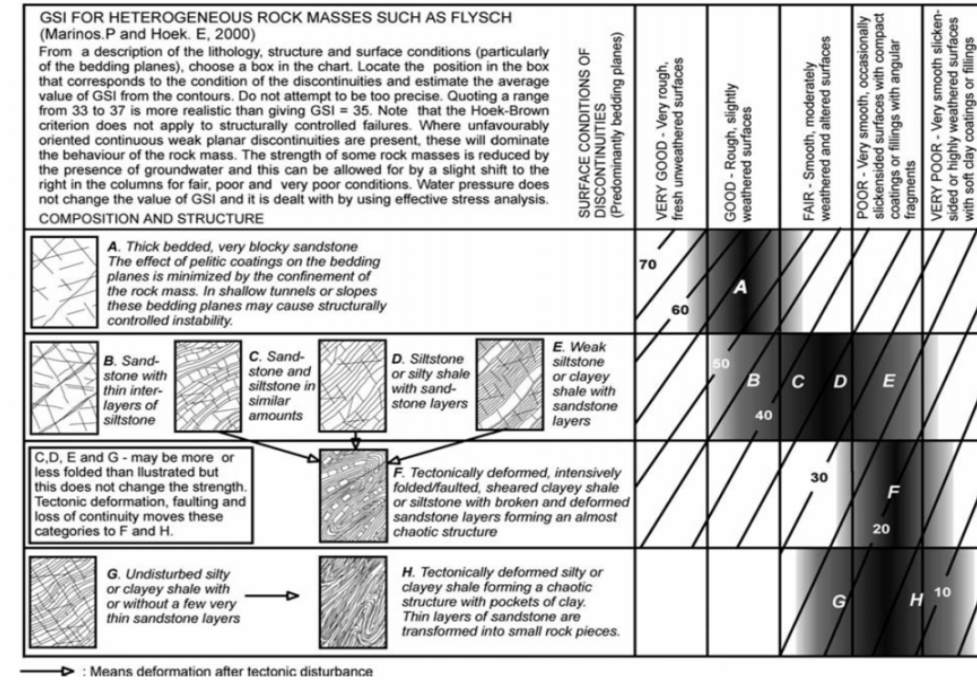 GSI FOR HETEROGENEOUS ROCK MASSES SUCH AS FLYSCH
(Marinos.P and Hoek. E, 2000)
From a description of the lithology, structure and surface conditions (particularly
of the bedding planes), choose a box in the chart. Locate the position in the box
that corresponds to the condition of the discontinuities and estimate the average
value of GSI from the contours. Do not attempt to be too precise. Quoting a range
from 33 to 37 is more realistic than giving GSI = 35. Note that the Hoek-Brown
criterion does not apply to structurally controlled failures. Where unfavourably
oriented continuous weak planar discontinuities are present, these will dominate
the behaviour of the rock mass. The strength of some rock masses is reduced by
the presence of groundwater and this can be allowed for by a slight shift to the
right in the columns for fair, poor and very poor conditions. Water pressure does
not change the value of GSI and it is dealt with by using effective stress analysis.
COMPOSITION AND STRUCTURE
SURFACE CONDITIONS OF
DISCONTINUITIES
(Predominantly bedding planes)
VERY GOOD - Very rough,
fresh unweathered surfaces
GOOD - Rough, slightly
weathered surfaces
FAIR - Smooth, moderately
weathered and altered surfaces
POOR - Very smooth, occasionally
slickensided surfaces with compact
coatings or fillings with angular
fragments
VERY POOR - Very smooth slicken-
sided or highly weathered surfaces
with soft clay coatings or fillings
A. Thick bedded, very blocky sandstone
The effect of pelitic coatings on the bedding
planes is minimized by the confinement of
the rock mass. In shallow tunnels or slopes
these bedding planes may cause structurally
controlled instability.
70
60
A
B. Sand-
stone with
thin inter-
layers of
siltstone
C. Sand-
stone and
siltstone in
similar
amounts
D. Siltstone
or silty shale
with sand-
stone layers
E. Weak
siltstone
or clayey
shale with
sandstone
layers
50
B
C
D
E
40
C,D, E and G - may be more or
less folded than llustrated but
this does not change the strength.
Tectonic deformation, faulting and
loss of continuity moves these
categories to F and H.
F. Tectonically deformed, intensively
folded/faulted, sheared clayey shale
or siltstone with broken and deformed
sandstone layers forming an almost
chaotic structure
30
F
20
G. Undisturbed silty
or clayey shale with
or without a few very
thin sandstone layers
H. Tectonically deformed silty or
clayey shale forming a chaotic
structure with pockets of clay.
Thin layers of sandstone are
transformed into small rock pieces.
G
H
10
: Means deformation after tectonic disturbance